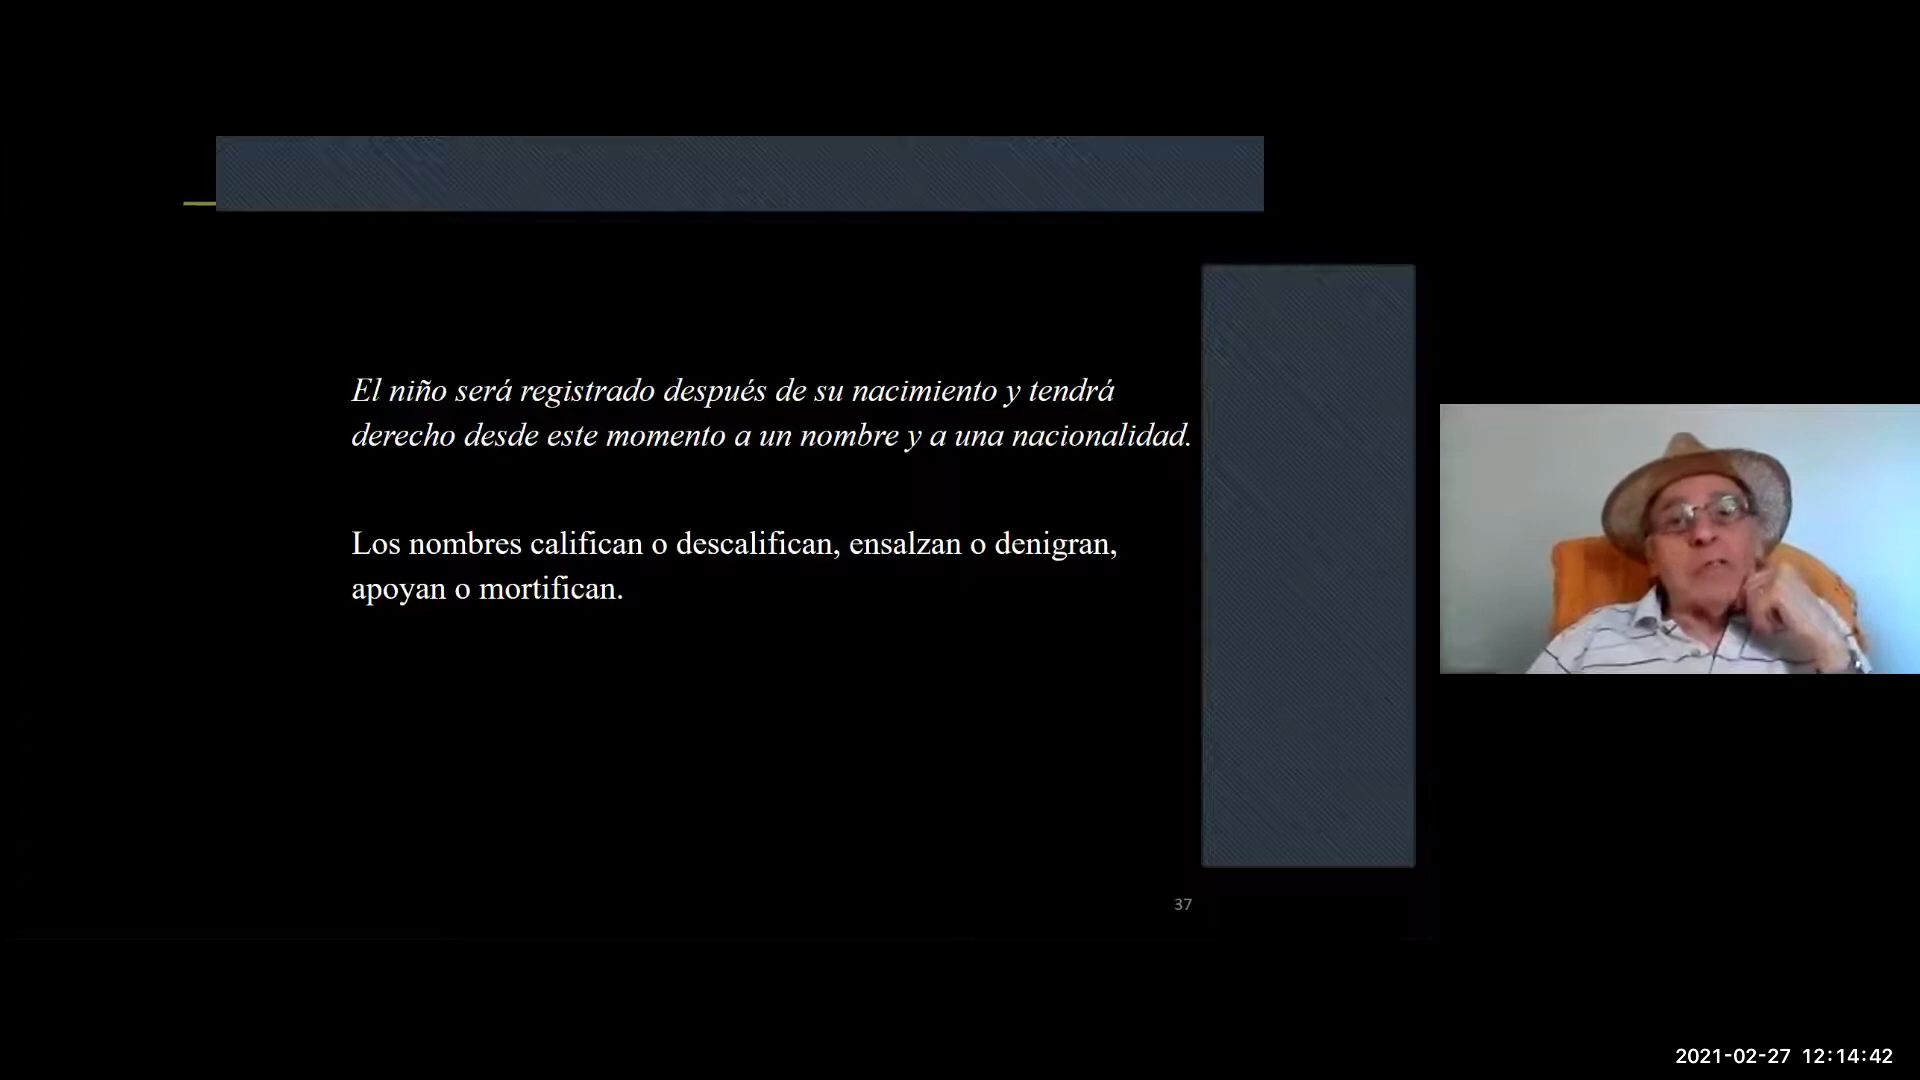 El niño será registrado después de su nacimiento y tendrá
derecho desde este momento a un nombre y a una nacionalidad.
Los nombres califican o descalifican, ensalzan o denigran,
apoyan o mortifican.
37
2021-02-27 12:14:42